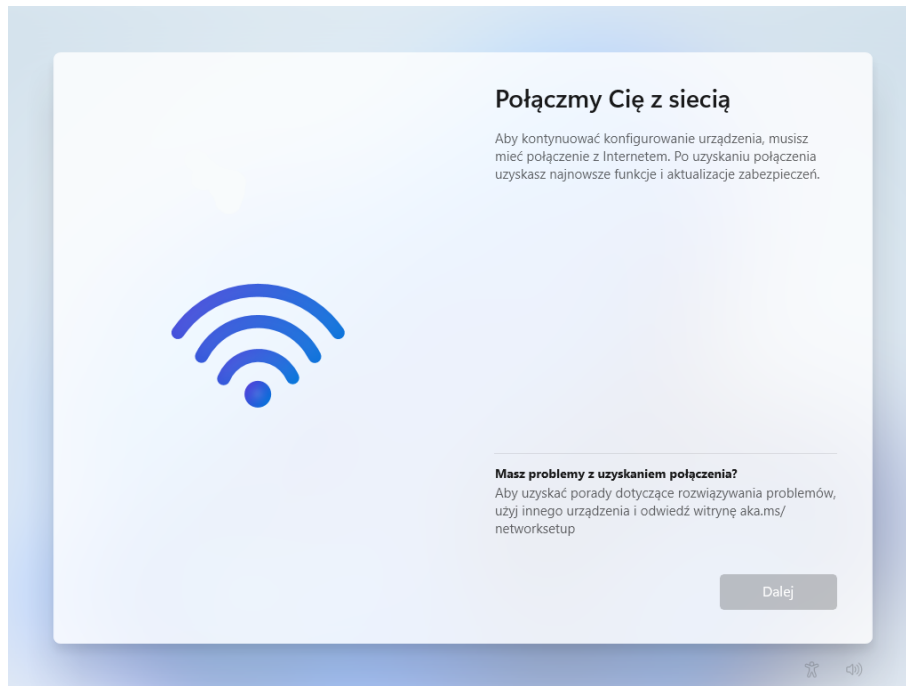 Połączmy Cię z siecią
Aby kontynuować konfigurowanie urządzenia, musisz
mieć połączenie z Internetem. Po uzyskaniu połączenia
uzyskasz najnowsze funkcje i aktualizacje zabezpieczeń.
Masz problemy z uzyskaniem połączenia?
Aby uzyskać porady dotyczące rozwiązywania problemów,
użyj innego urządzenia i odwiedź witrynę aka.ms/
networksetup
Dalej